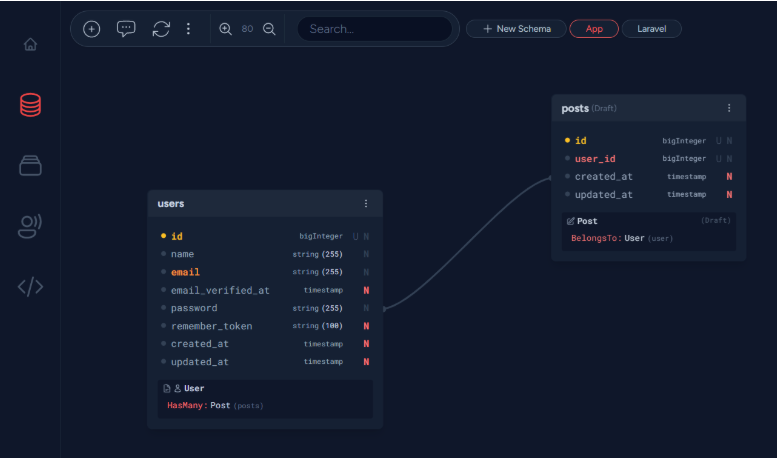 80 Search... + New Schema App Laravel
posts (Draft)
id bigInteger U N
user_id bigInteger U N
created_at timestamp N
updated_at timestamp N
Post (Draft)
BelongsTo: User (user)
users
id bigInteger U N
name string (255) N
email string (255) N
email_verified_at timestamp N
password string (255) N
remember_token string (100) N
created_at timestamp N
updated_at timestamp N
User
HasMany: Post (posts)